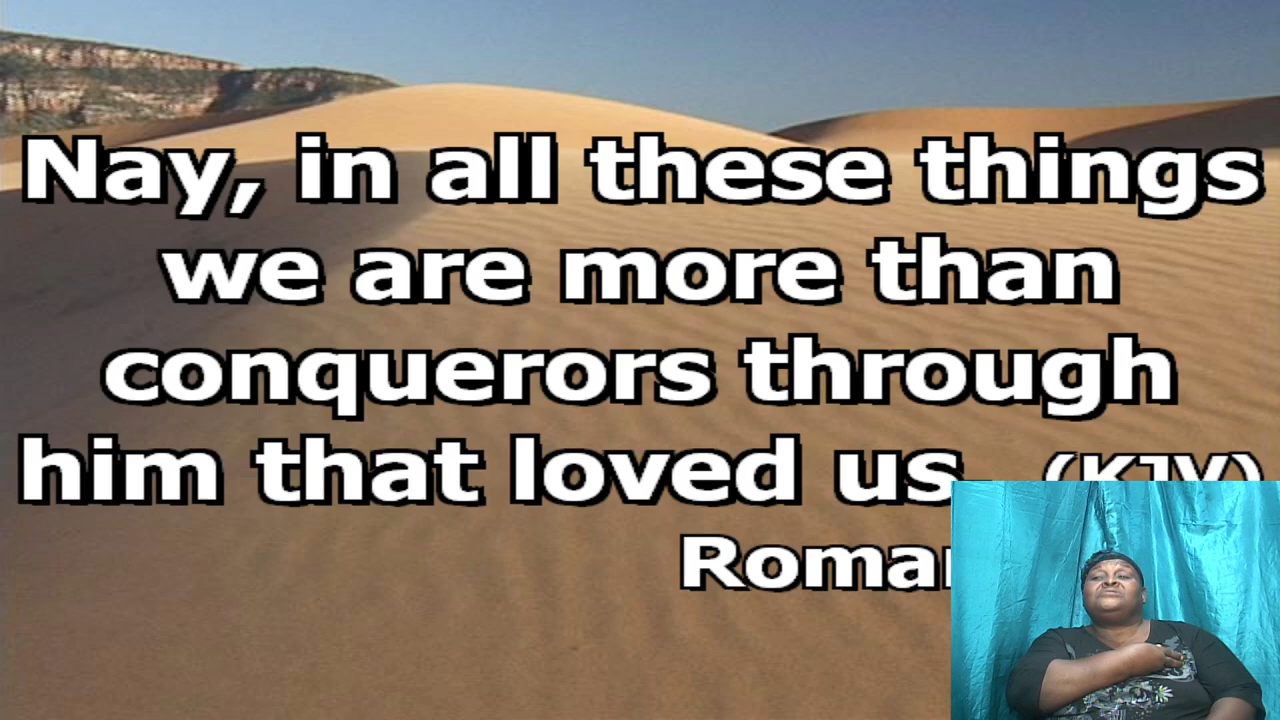 Nay, in all these things
we are more than
conquerors through
him that loved us. (KJV)